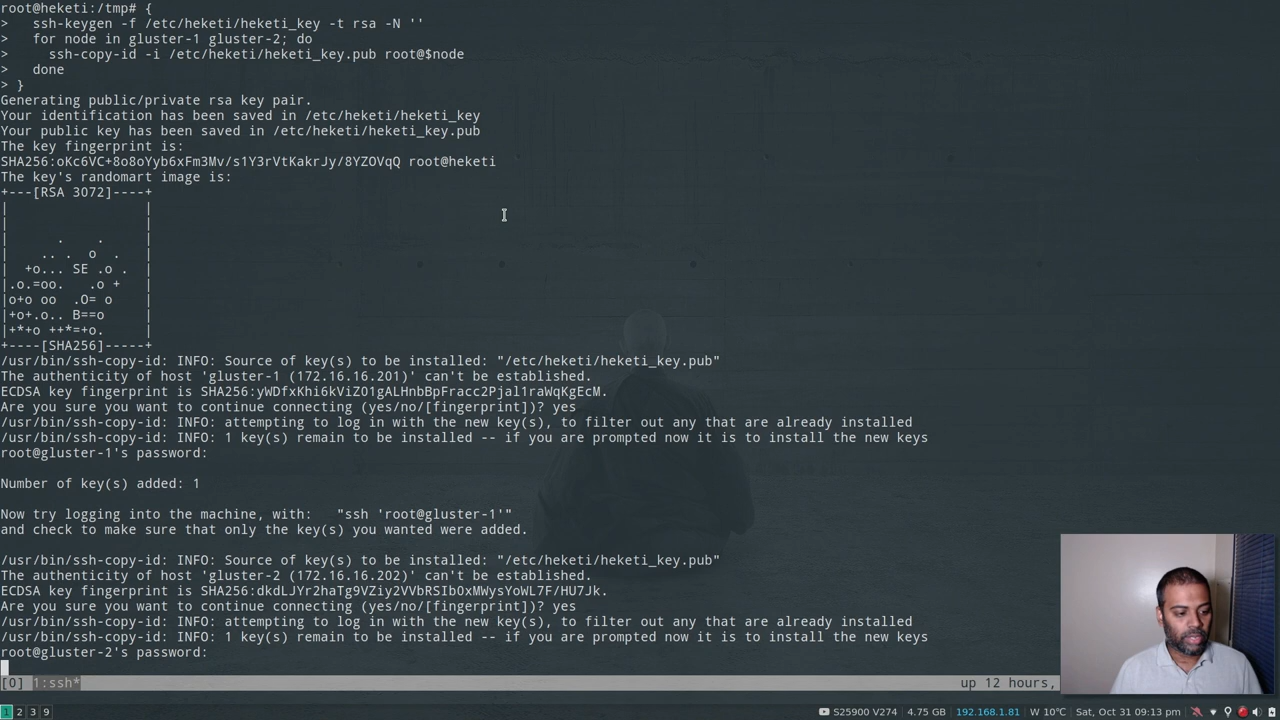 root@heketi:/tmp# {
>   ssh-keygen -f /etc/heketi/heketi_key -t rsa -N ''
>   for node in gluster-1 gluster-2; do
>     ssh-copy-id -i /etc/heketi/heketi_key.pub root@$node
>   done
> }
Generating public/private rsa key pair.
Your identification has been saved in /etc/heketi/heketi_key
Your public key has been saved in /etc/heketi/heketi_key.pub
The key fingerprint is:
SHA256:oKc6VC+8o8oYyb6xFm3Mv/s1Y3rVtKakrJy/8YZOVqQ root@heketi
The key's randomart image is:
+---[RSA 3072]----+
|                 |
|                 |
|      .    .     |
|    .. .  o  .   |
|  +o... SE .o .  |
|.o.=oo.   .o +   |
|o+o oo  .O= o    |
|+o+.o.. B==o     |
|+*+o ++*=+o.     |
+----[SHA256]-----+
/usr/bin/ssh-copy-id: INFO: Source of key(s) to be installed: "/etc/heketi/heketi_key.pub"
The authenticity of host 'gluster-1 (172.16.16.201)' can't be established.
ECDSA key fingerprint is SHA256:yWDfxKhi6kViZO1gALHnbBpFracc2Pjal1raWqKgEcM.
Are you sure you want to continue connecting (yes/no/[fingerprint])? yes
/usr/bin/ssh-copy-id: INFO: attempting to log in with the new key(s), to filter out any that are already installed
/usr/bin/ssh-copy-id: INFO: 1 key(s) remain to be installed -- if you are prompted now it is to install the new keys
root@gluster-1's password:
Number of key(s) added: 1
Now try logging into the machine, with:   "ssh 'root@gluster-1'"
and check to make sure that only the key(s) you wanted were added.
/usr/bin/ssh-copy-id: INFO: Source of key(s) to be installed: "/etc/heketi/heketi_key.pub"
The authenticity of host 'gluster-2 (172.16.16.202)' can't be established.
ECDSA key fingerprint is SHA256:dkdLJYr2haTg9VZiy2VVbRSIbOxMWysYoWL7F/HU7Jk.
Are you sure you want to continue connecting (yes/no/[fingerprint])? yes
/usr/bin/ssh-copy-id: INFO: attempting to log in with the new key(s), to filter out any that are already installed
/usr/bin/ssh-copy-id: INFO: 1 key(s) remain to be installed -- if you are prompted now it is to install the new keys
root@gluster-2's password:
[0] 1:ssh* up 12 hours,
1 2 3 9 S25900 V274 4.75 GB 192.168.1.81 W 10°C Sat, Oct 31 09:13 pm